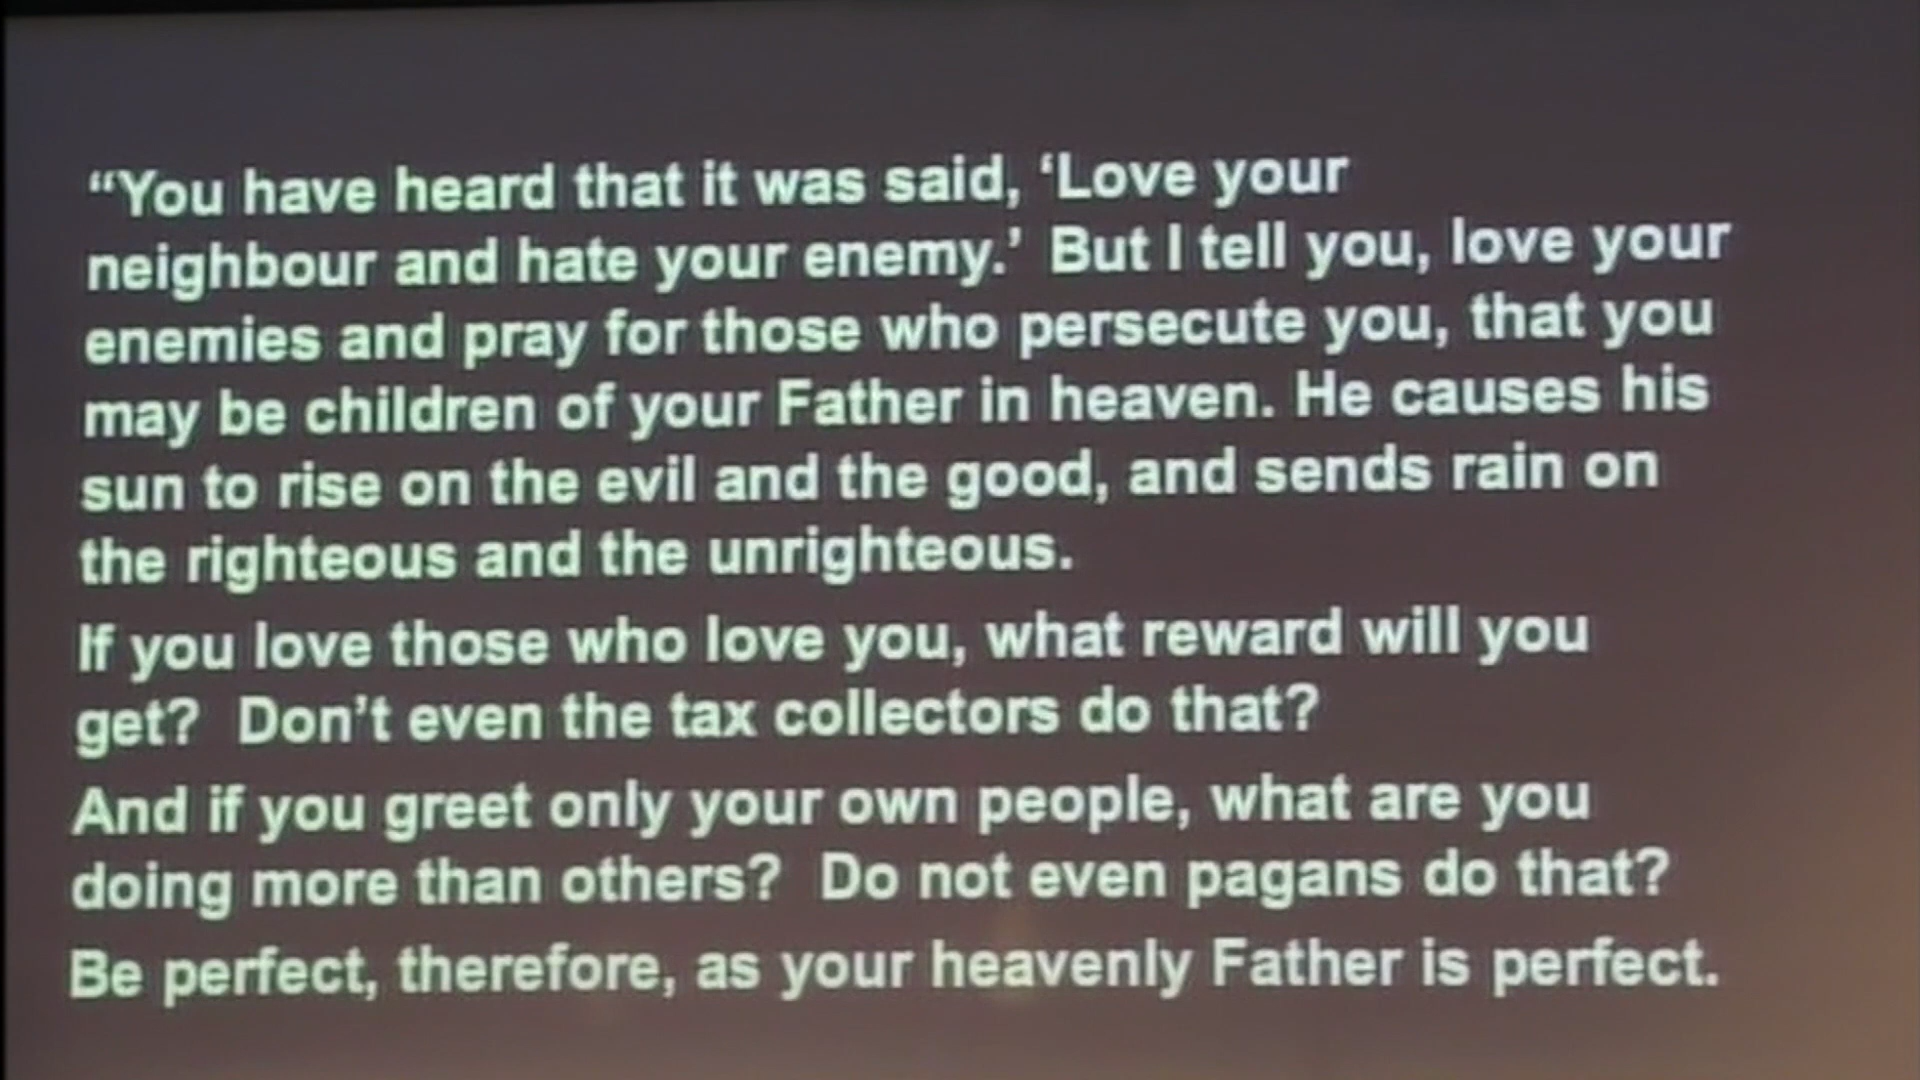 “You have heard that it was said, ‘Love your
neighbour and hate your enemy.’ But I tell you, love your
enemies and pray for those who persecute you, that you
may be children of your Father in heaven. He causes his
sun to rise on the evil and the good, and sends rain on
the righteous and the unrighteous.
If you love those who love you, what reward will you
get? Don’t even the tax collectors do that?
And if you greet only your own people, what are you
doing more than others? Do not even pagans do that?
Be perfect, therefore, as your heavenly Father is perfect.